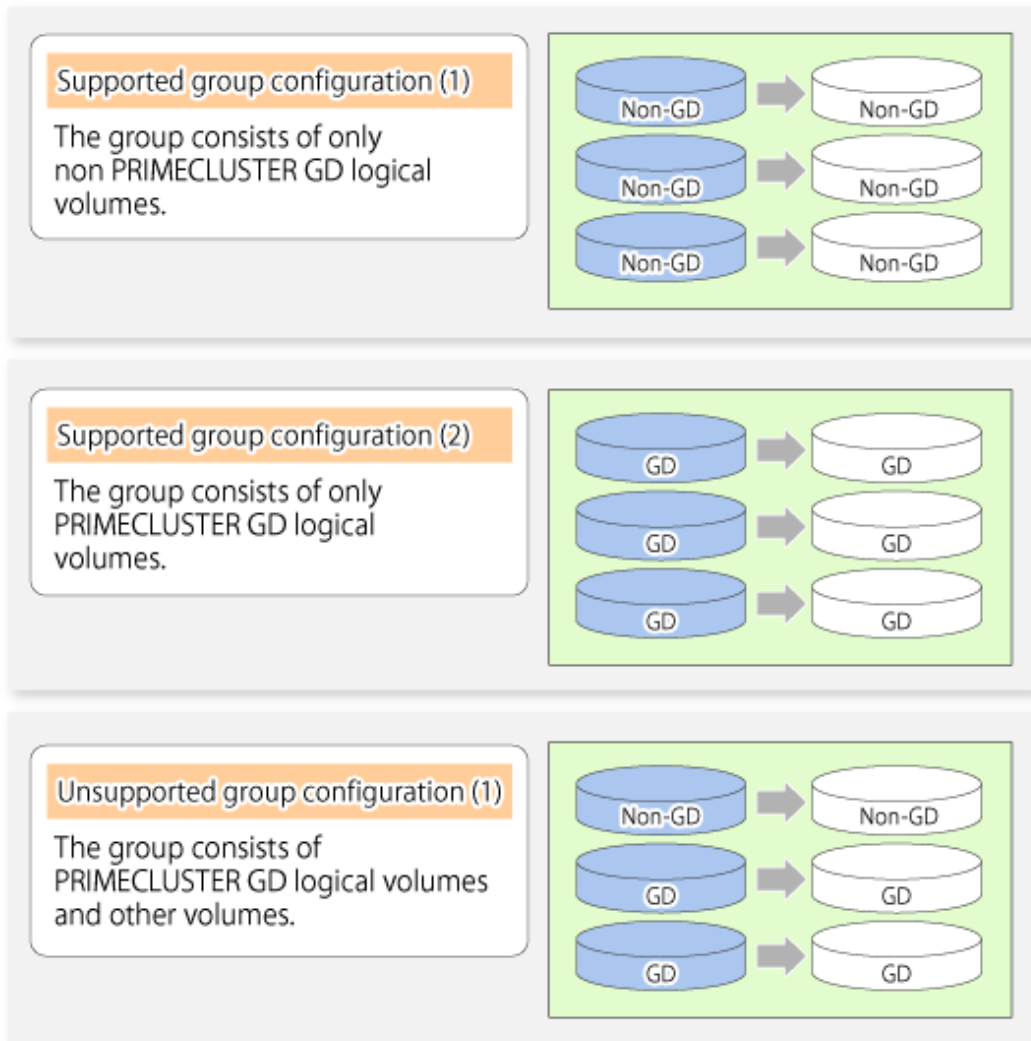 Supported group configuration (1)
The group consists of only
non PRIMECLUSTER GD logical
volumes.
Non-GD Non-GD
Non-GD Non-GD
Non-GD Non-GD
Supported group configuration (2)
The group consists of only
PRIMECLUSTER GD logical
volumes.
GD GD
GD GD
GD GD
Unsupported group configuration (1)
The group consists of
PRIMECLUSTER GD logical volumes
and other volumes.
Non-GD Non-GD
GD GD
GD GD